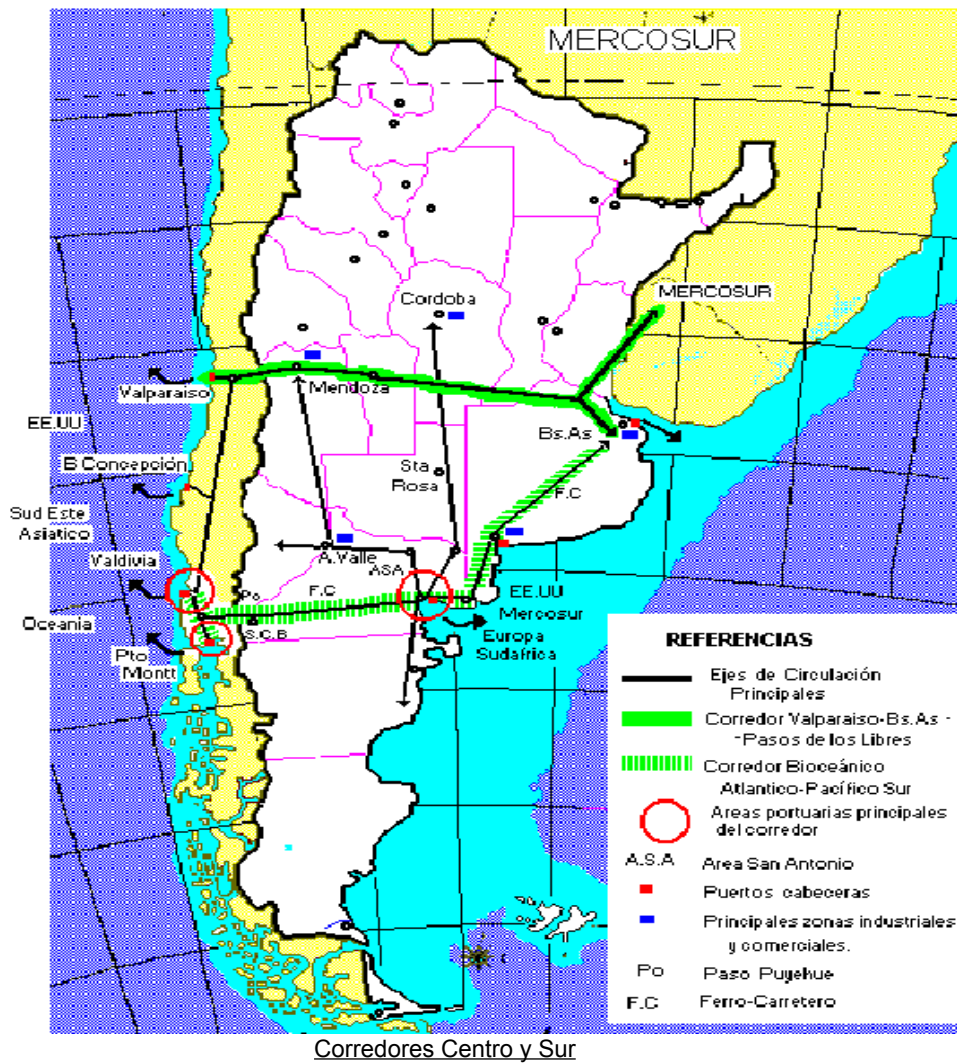 MERCOSUR
MERCOSUR
Cordoba
Mendoza
Valparaiso
EE.UU
Bs.As
B Concepción
Sta
Rosa
F.C
Sud Este
Asiatico
Valdivia
A.Valle
ASA
Po
F.C
EE.UU
Mercosur
Oceania
S.C.B
Europa
Sudafrica
Pto
Montt
REFERENCIAS
Ejes de Circulación
Principales
Corredor Valparaiso-Bs.As -
-Pasos de los Libres
Corredor Bioceánico
Atlantico-Pacífico Sur
Areas portuarias principales
del corredor
A.S.A Area San Antonio
Puertos cabeceras
Principales zonas industriales
y comerciales.
Po Paso Puyehue
F.C Ferro-Carretero
Corredores Centro y Sur